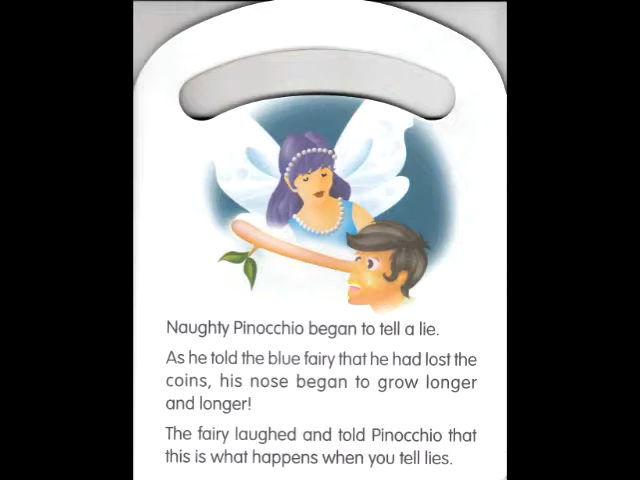 Naughty Pinocchio began to tell a lie.
As he told the blue fairy that he had lost the
coins, his nose began to grow longer
and longer!
The fairy laughed and told Pinocchio that
this is what happens when you tell lies.